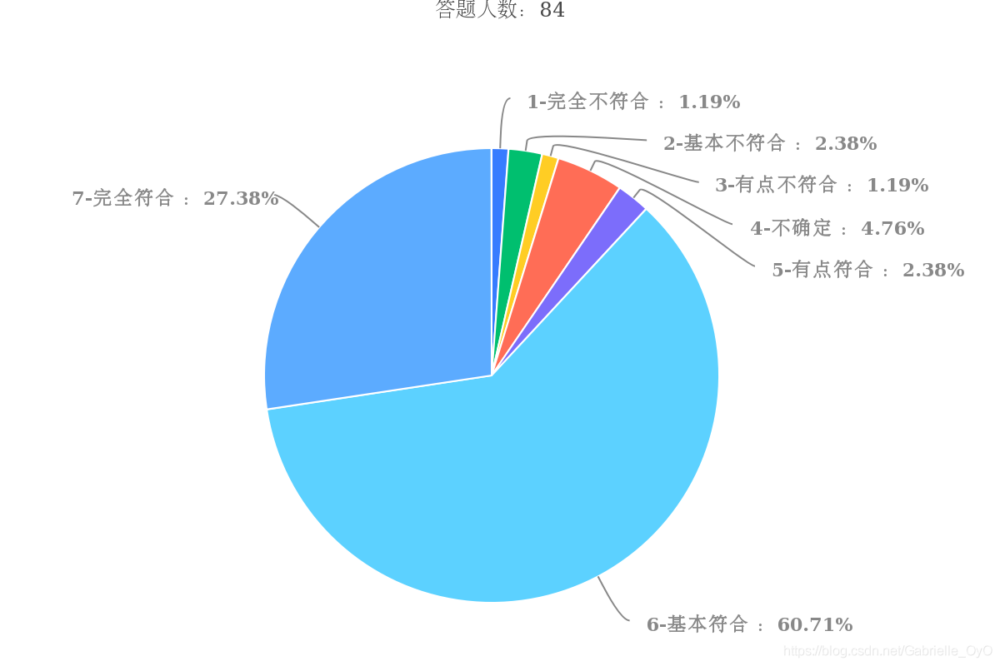 答题人数：84
1-完全不符合 ：1.19%
2-基本不符合 ：2.38%
3-有点不符合 ：1.19%
7-完全符合 ：27.38%
4-不确定 ：4.76%
5-有点符合 ：2.38%
6-基本符合 ：60.71%
https://blog.csdn.net/Gabrielle_OyO